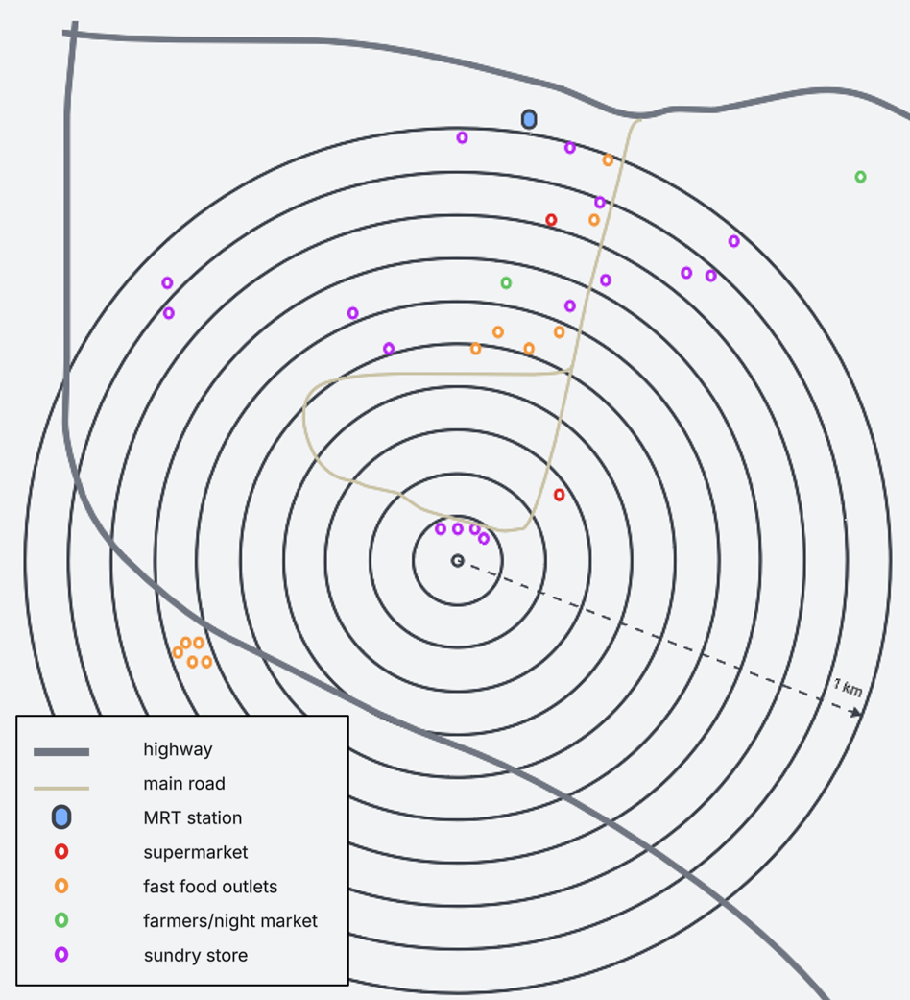 1 km
highway
main road
MRT station
supermarket
fast food outlets
farmers/night market
sundry store